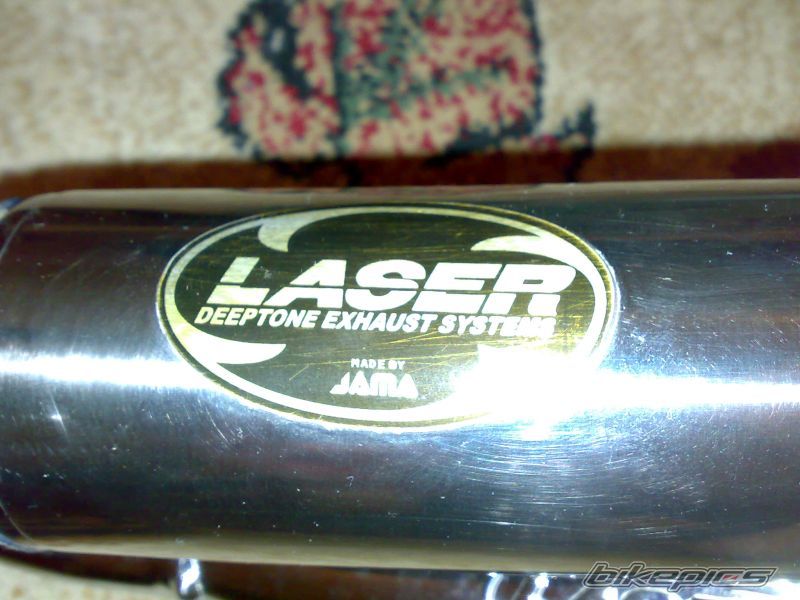 LASER
DEEPTONE EXHAUST SYSTEMS
MADE BY
JAMA
bikepics